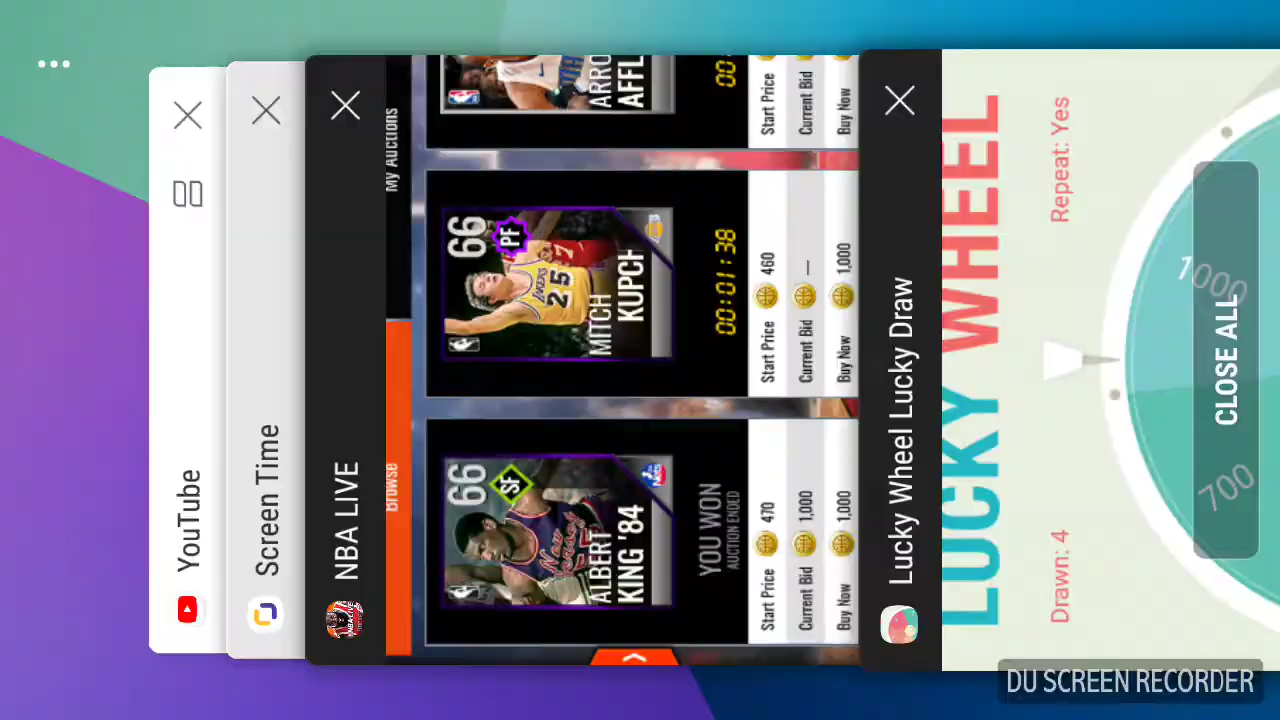 YouTube
Screen Time
NBA LIVE
Browse
My Auctions
66
SF
ALBERT
KING '84
YOU WON
AUCTION ENDED
Start Price 470
Current Bid 1,000
Buy Now 1,000
66
PF
LAKERS
25
MITCH
KUPCH
00:01:38
Start Price 460
Current Bid —
Buy Now 1,000
ARRO
AFFL
00
Start Price
Current Bid
Buy Now
Lucky Wheel Lucky Draw
LUCKY WHEEL
Drawn: 4
Repeat: Yes
700
1000
CLOSE ALL
DU SCREEN RECORDER